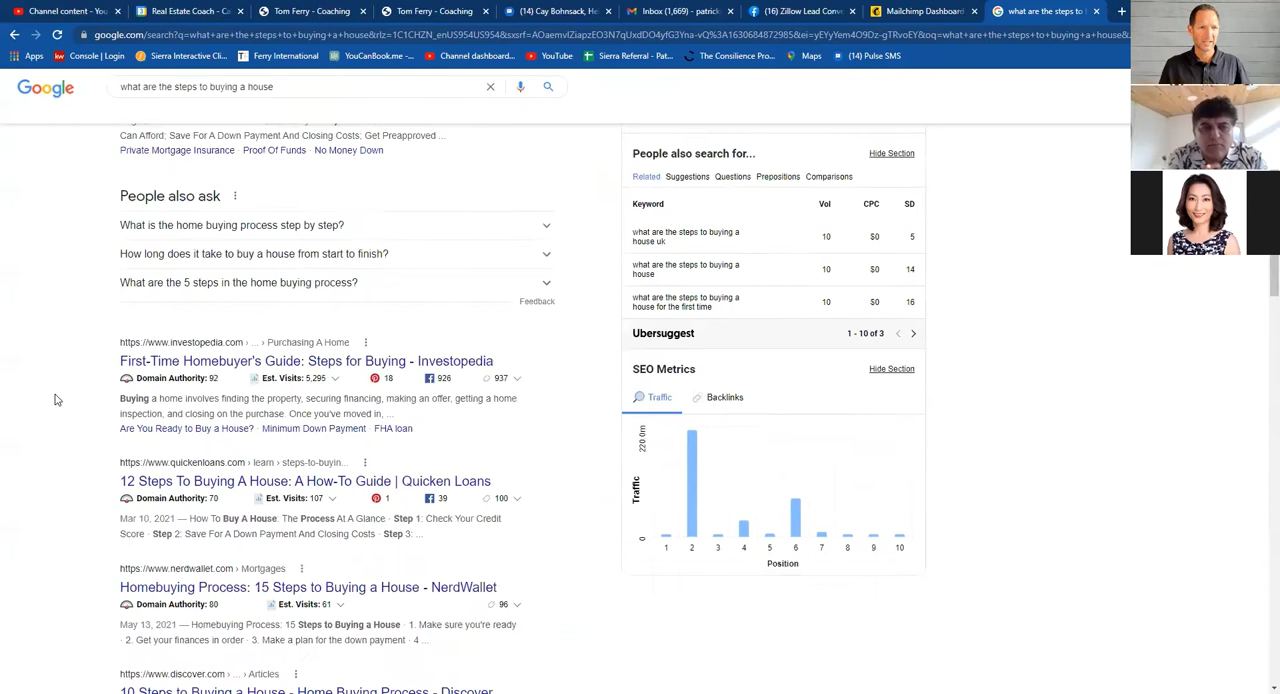 Channel content - Yo
Real Estate Coach - Ca
Tom Ferry - Coaching
Tom Ferry - Coaching
(14) Cay Bohnsack, He
Inbox (1,669) - patrick
(16) Zillow Lead Conv
Mailchimp Dashboard
what are the steps to b
Apps
Console | Login
Sierra Interactive Cli...
Ferry International
YouCanBook.me -...
Channel dashboard...
YouTube
Sierra Referral - Pat...
The Consilience Pro...
Maps
(14) Pulse SMS
Google
what are the steps to buying a house
Can Afford; Save For A Down Payment And Closing Costs; Get Preapproved ...
Private Mortgage Insurance · Proof Of Funds · No Money Down
People also ask
What is the home buying process step by step?
How long does it take to buy a house from start to finish?
What are the 5 steps in the home buying process?
Feedback
https://www.investopedia.com › ... › Purchasing A Home
First-Time Homebuyer's Guide: Steps for Buying - Investopedia
Domain Authority: 92 Est. Visits: 5,295 18 926 937
Buying a home involves finding the property, securing financing, making an offer, getting a home
inspection, and closing on the purchase. Once you've moved in, ...
Are You Ready to Buy a House? · Minimum Down Payment · FHA loan
https://www.quickenloans.com › learn › steps-to-buyin...
12 Steps To Buying A House: A How-To Guide | Quicken Loans
Domain Authority: 70 Est. Visits: 107 1 39 100
Mar 10, 2021 — How To Buy A House: The Process At A Glance · Step 1: Check Your Credit
Score · Step 2: Save For A Down Payment And Closing Costs · Step 3: ...
https://www.nerdwallet.com › Mortgages
Homebuying Process: 15 Steps to Buying a House - NerdWallet
Domain Authority: 80 Est. Visits: 61 96
May 13, 2021 — Homebuying Process: 15 Steps to Buying a House · 1. Make sure you're ready
· 2. Get your finances in order · 3. Make a plan for the down payment · 4 ...
https://www.discover.com › ... › Articles
10 Steps to Buying a House - Home Buying Process - Discover
People also search for...
Hide Section
Related Suggestions Questions Prepositions Comparisons
Keyword Vol CPC SD
what are the steps to buying a
house uk
10 $0 5
what are the steps to buying a
house
10 $0 14
what are the steps to buying a
house for the first time
10 $0 16
Ubersuggest
1 - 10 of 3
SEO Metrics
Hide Section
Traffic
Backlinks
220.0m
Traffic
0
1 2 3 4 5 6 7 8 9 10
Position